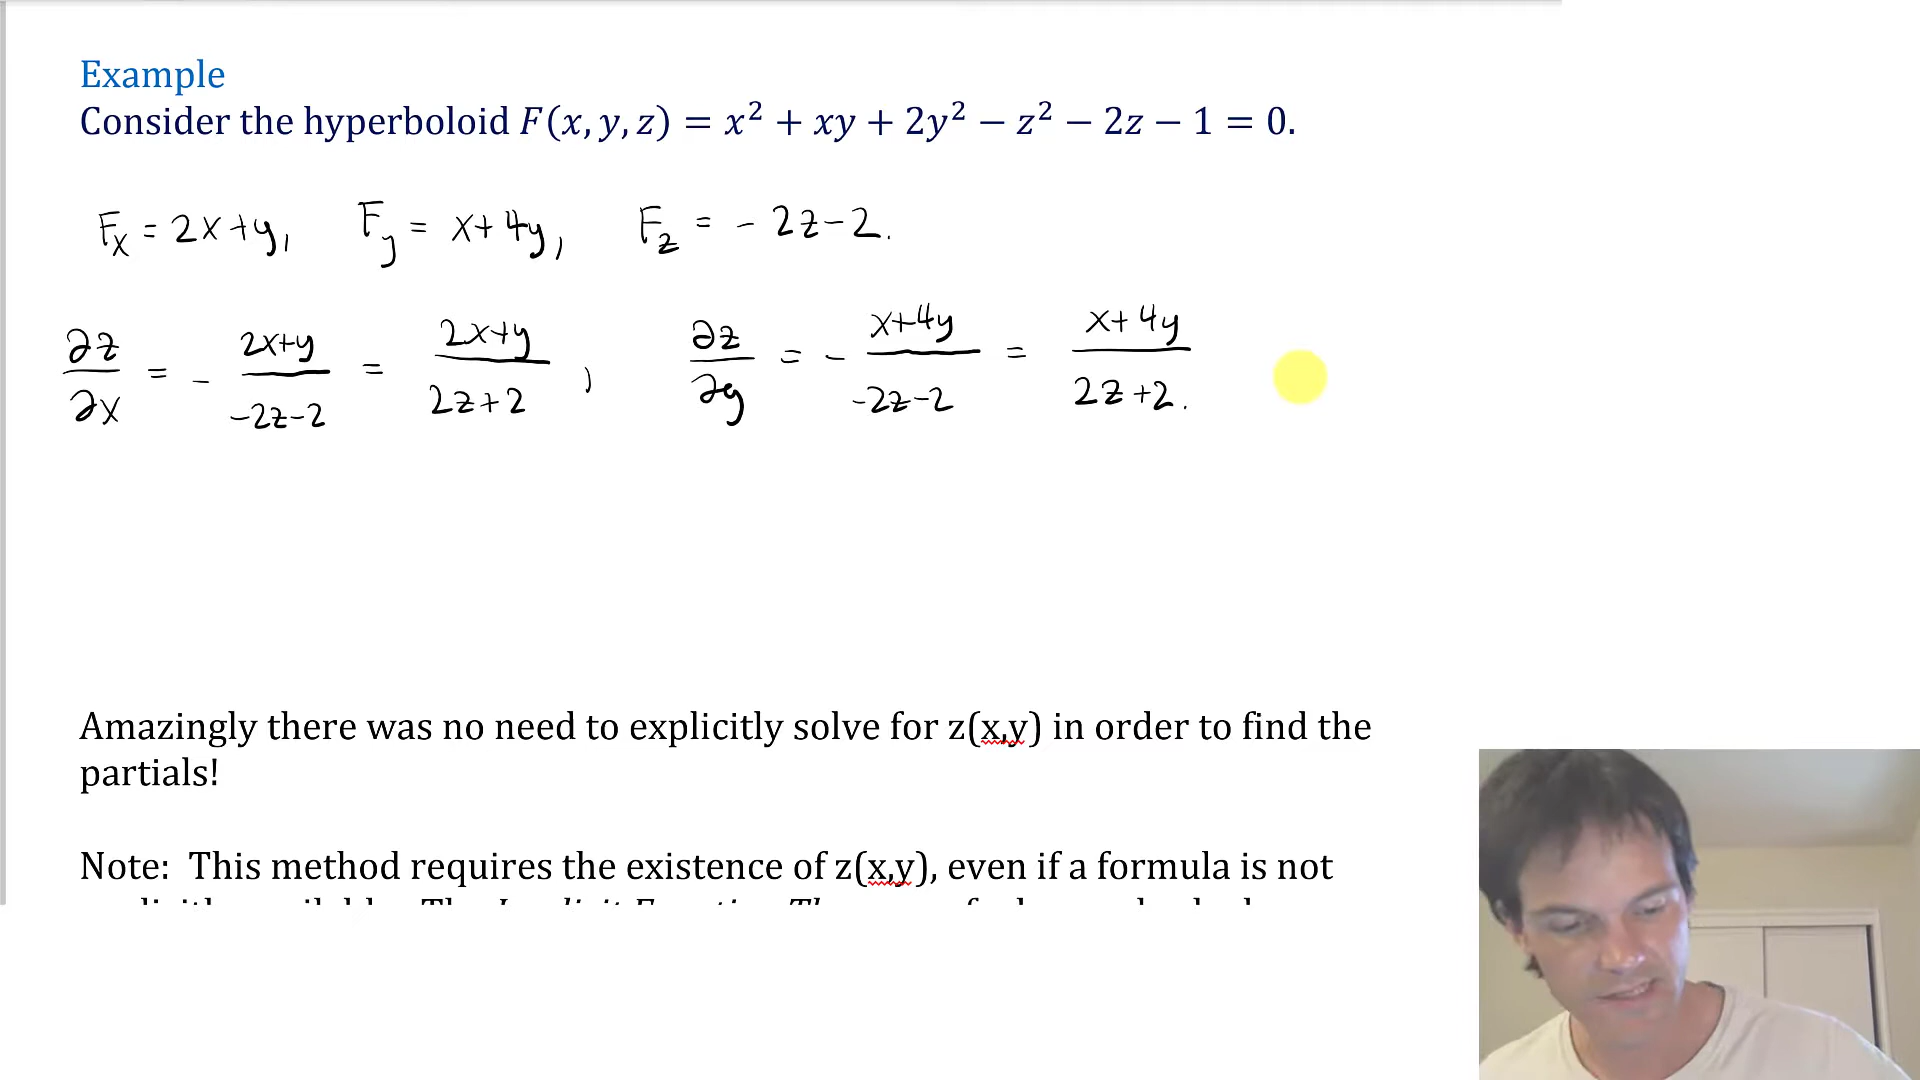 Example
Consider the hyperboloid F(x, y, z) = x² + xy + 2y² − z² − 2z − 1 = 0.
Fx = 2x+y, Fy = x+4y, Fz = -2z-2.
∂z/∂x = - (2x+y)/(-2z-2) = (2x+y)/(2z+2), ∂z/∂y = - (x+4y)/(-2z-2) = (x+4y)/(2z+2).
Amazingly there was no need to explicitly solve for z(x,y) in order to find the
partials!
Note: This method requires the existence of z(x,y), even if a formula is not